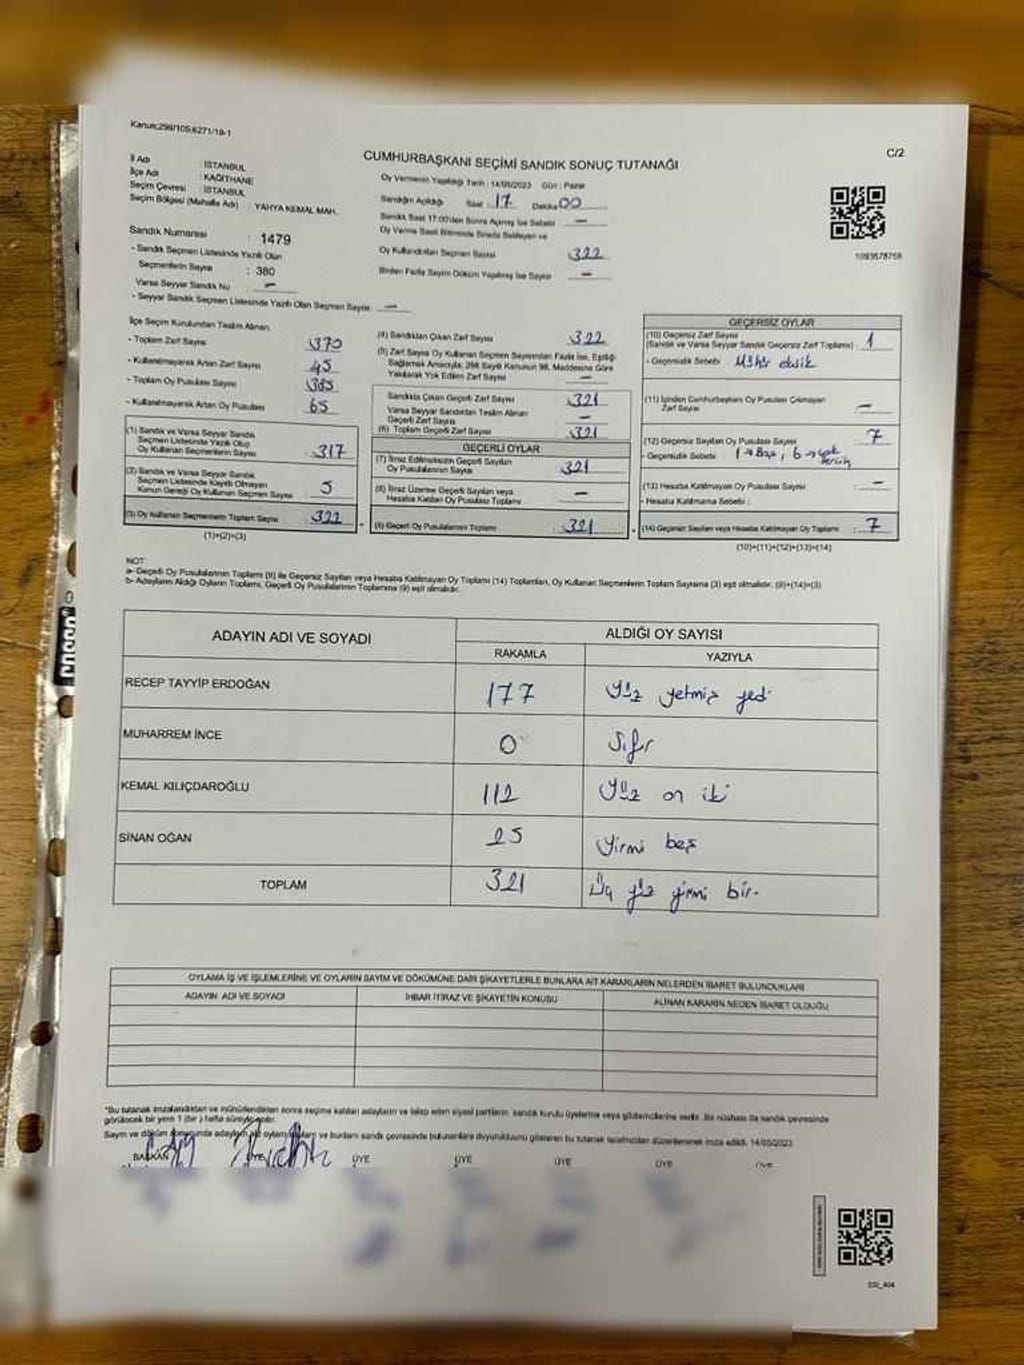 Kanun:298/105;6271/18-1
C/2
CUMHURBAŞKANI SEÇİMİ SANDIK SONUÇ TUTANAĞI
İl Adı : İSTANBUL
İlçe Adı : KAĞITHANE
Seçim Çevresi : İSTANBUL
Seçim Bölgesi (Mahalle Adı) : YAHYA KEMAL MAH.
Sandık Numarası : 1479
- Sandık Seçmen Listesinde Yazılı Olan
Seçmenlerin Sayısı : 380
Varsa Seyyar Sandık No –
- Seyyar Sandık Seçmen Listesinde Yazılı Olan Seçmen Sayısı: –
Oy Vermenin Yapıldığı Tarih : 14/05/2023 Gün : Pazar
Sandığın Açıldığı Saat : 17 Dakika 00
Sandık Saat 17:00'den Sonra Açılmış İse Sebebi –
Oy Verme Saati Bitiminde Sırada Bekleyen ve
Oy Kullandırılan Seçmen Sayısı 322
Birden Fazla Sayım Döküm Yapılmış İse Sayısı –
1093678758
İlçe Seçim Kurulundan Teslim Alınan
- Toplam Zarf Sayısı 370
- Kullanılmayarak Artan Zarf Sayısı 45
- Toplam Oy Pusulası Sayısı 385
- Kullanılmayarak Artan Oy Pusulası 65
(1) Sandık ve Varsa Seyyar Sandık
Seçmen Listesinde Yazılı Olup
Oy Kullanan Seçmenlerin Sayısı : 317
(2) Sandık ve Varsa Seyyar Sandık
Seçmen Listesinde Kayıtlı Olmayan
Kanun Gereği Oy Kullanan Seçmen Sayısı : 5
(3) Oy Kullanan Seçmenlerin Toplam Sayısı : 322
(1)+(2)=(3)
(4) Sandıktan Çıkan Zarf Sayısı 322
(5) Zarf Sayısı Oy Kullanan Seçmen Sayısından Fazla İse, Eşitliği
Sağlamak Amacıyla; 298 Sayılı Kanunun 98. Maddesine Göre
Yakılarak Yok Edilen Zarf Sayısı –
Sandıkta Çıkan Geçerli Zarf Sayısı 321
Varsa Seyyar Sandıktan Teslim Alınan
Geçerli Zarf Sayısı –
(6) Toplam Geçerli Zarf Sayısı : 321
GEÇERLİ OYLAR
(7) İtiraz Edilmeksizin Geçerli Sayılan
Oy Pusulalarının Sayısı 321
(8) İtiraz Üzerine Geçerli Sayılan veya
Hesaba Katılan Oy Pusulası Toplamı –
(9) Geçerli Oy Pusulalarının Toplamı : 321
GEÇERSİZ OYLAR
(10) Geçersiz Zarf Sayısı
(Sandık ve Varsa Seyyar Sandık Geçersiz Zarf Toplamı) : 1
- Geçersizlik Sebebi Mühür eksik
(11) İçinden Cumhurbaşkanı Oy Pusulası Çıkmayan
Zarf Sayısı –
(12) Geçersiz Sayılan Oy Pusulası Sayısı 7
- Geçersizlik Sebebi : 1→Boş, 6→çok tercih
(13) Hesaba Katılmayan Oy Pusulası Sayısı : –
- Hesaba Katılmama Sebebi :
(14) Geçersiz Sayılan veya Hesaba Katılmayan Oy Toplamı : 7
(10)+(11)+(12)+(13)=(14)
NOT:
a- Geçerli Oy Pusulalarının Toplamı (9) ile Geçersiz Sayılan veya Hesaba Katılmayan Oy Toplamı (14) Toplamları, Oy Kullanan Seçmenlerin Toplam Sayısına (3) eşit olmalıdır. (9)+(14)=(3)
b- Adayların Aldığı Oyların Toplamı, Geçerli Oy Pusulalarının Toplamına (9) eşit olmalıdır.
ADAYIN ADI VE SOYADI
ALDIĞI OY SAYISI
RAKAMLA YAZIYLA
RECEP TAYYİP ERDOĞAN 177 Yüz yetmiş yedi
MUHARREM İNCE 0 Sıfır
KEMAL KILIÇDAROĞLU 112 Yüz on iki
SİNAN OĞAN 25 Yirmi beş
TOPLAM 321 Üç yüz yirmi bir
OYLAMA İŞ VE İŞLEMLERİNE VE OYLARIN SAYIM VE DÖKÜMÜNE DAİR ŞİKAYETLERLE BUNLARA AİT KARARLARIN NELERDEN İBARET BULUNDUKLARI
ADAYIN ADI VE SOYADI İHBAR İTİRAZ VE ŞİKAYETİN KONUSU ALINAN KARARIN NEDEN İBARET OLDUĞU
*Bu tutanak imzalandıktan ve mühürlendikten sonra seçime katılan adayların ve talep eden siyasi partilerin, sandık kurulu üyelerine veya gözlemcilerine verilir. Bir nüshası da sandık çevresinde
görülecek bir yere 1 (bir) hafta süreyle asılır.
Sayım ve döküm sonucunda adayların oy toplamları ve bunların sandık çevresinde bulunanlara duyurulduğunu gösteren bu tutanak tarafımızdan düzenlenerek imza edildi. 14/05/2023
BAŞKAN ÜYE ÜYE ÜYE ÜYE ÜYE ÜYE